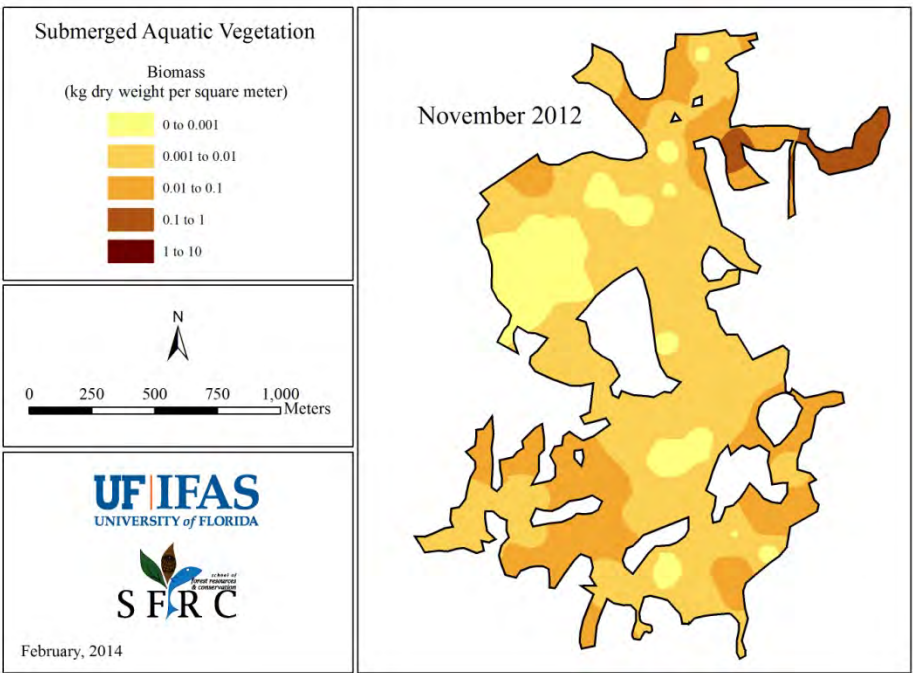 Submerged Aquatic Vegetation
Biomass
(kg dry weight per square meter)
0 to 0.001
0.001 to 0.01
0.01 to 0.1
0.1 to 1
1 to 10
N
0 250 500 750 1,000
Meters
UF|IFAS
UNIVERSITY of FLORIDA
school of
forest resources
& conservation
SFRC
February, 2014
November 2012